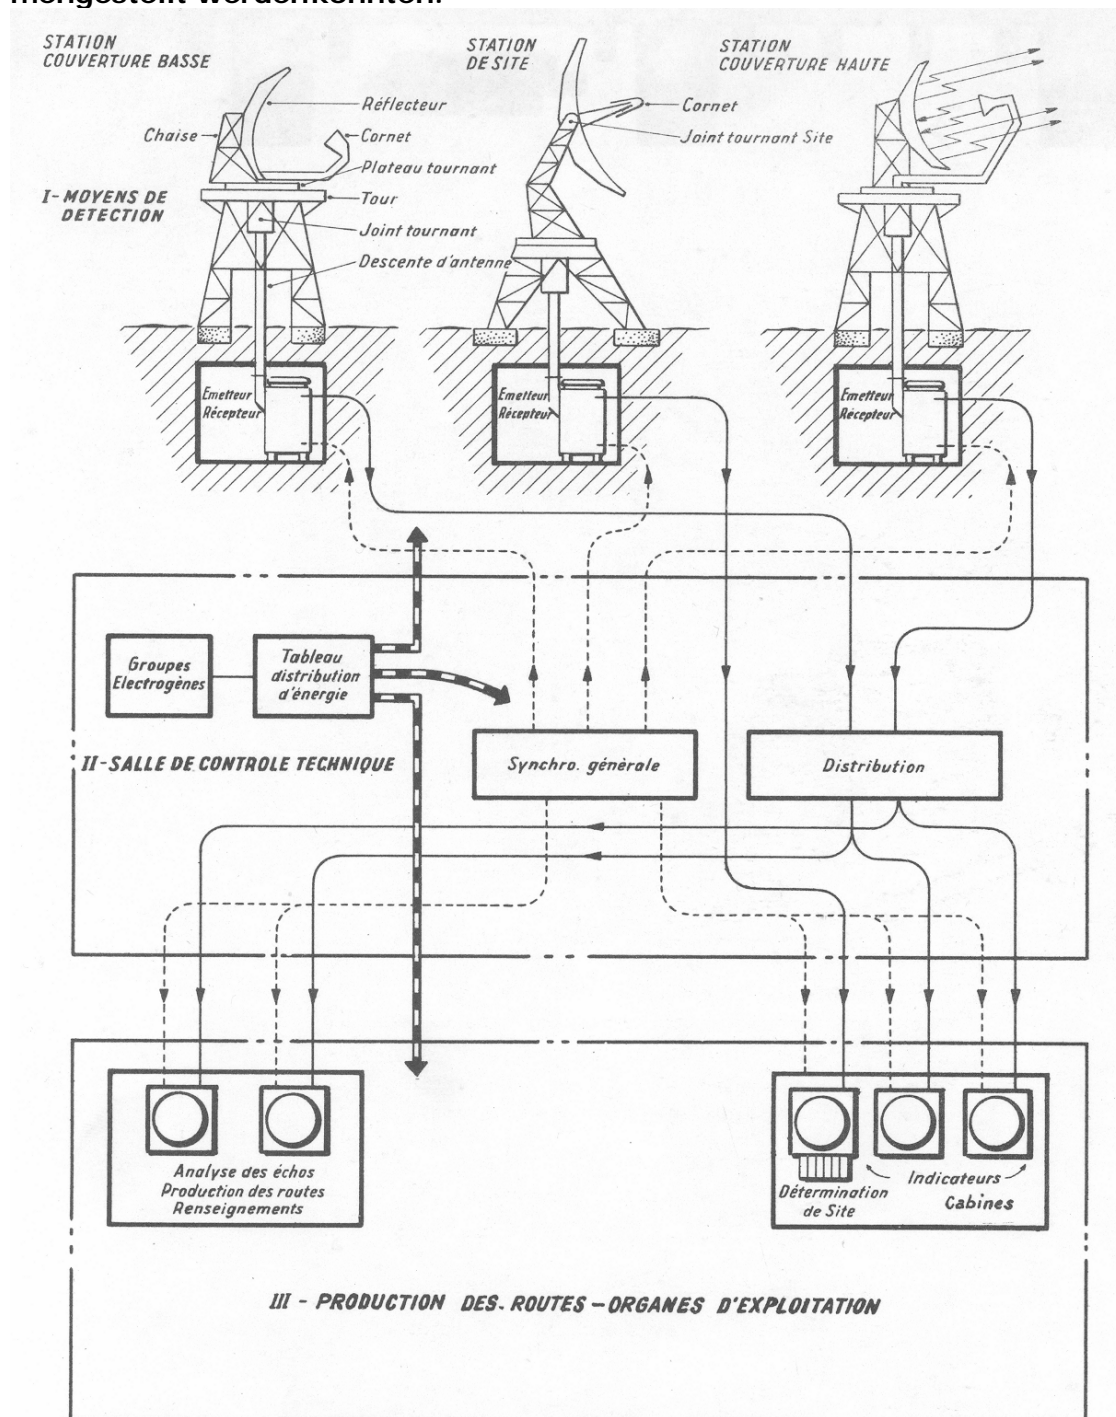 mengestellt werden konnten.
STATION
COUVERTURE BASSE
STATION
DE SITE
STATION
COUVERTURE HAUTE
Réflecteur
Cornet
Chaise
Cornet
Joint tournant Site
Plateau tournant
I-MOYENS DE
DETECTION
Tour
Joint tournant
Descente d'antenne
Emetteur
Récepteur
Emetteur
Récepteur
Emetteur
Récepteur
Groupes
Electrogènes
Tableau
distribution
d'énergie
II-SALLE DE CONTROLE TECHNIQUE
Synchro. générale
Distribution
Analyse des échos
Production des routes
Renseignements
Détermination
de Site
Indicateurs
Cabines
III - PRODUCTION DES. ROUTES - ORGANES D'EXPLOITATION